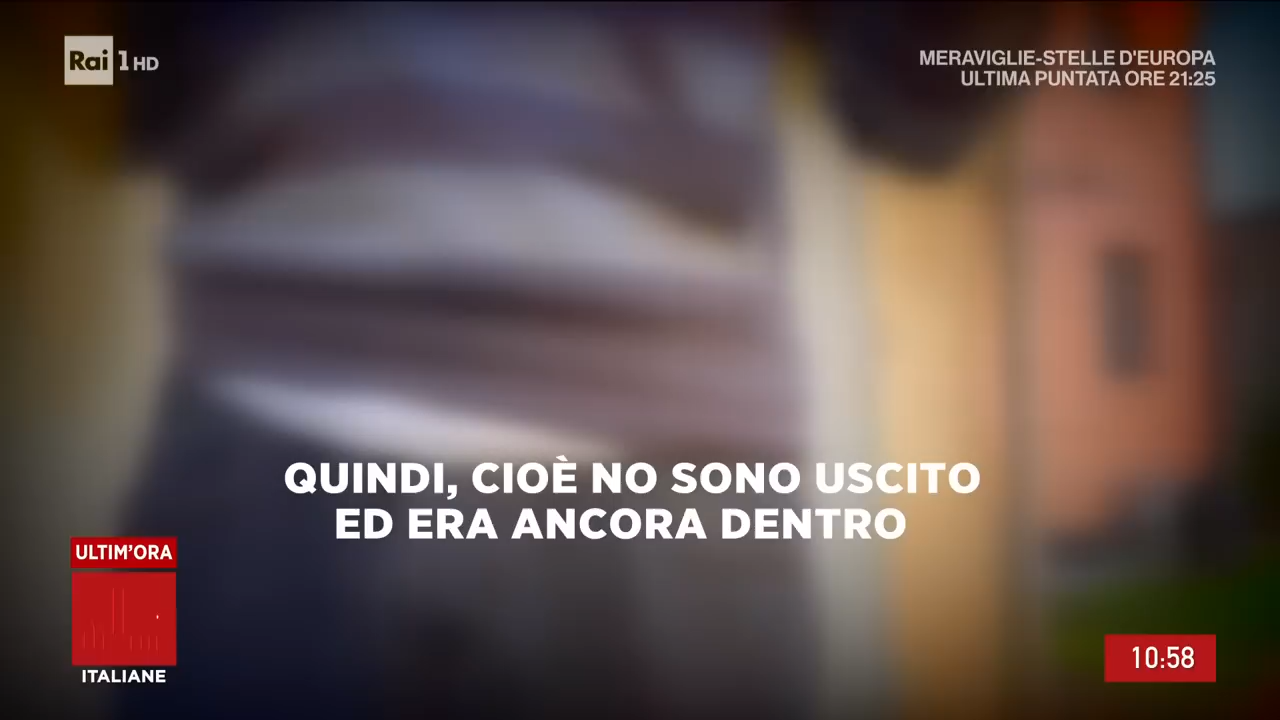 Rai 1 HD
MERAVIGLIE-STELLE D'EUROPA
ULTIMA PUNTATA ORE 21:25
QUINDI, CIOÈ NO SONO USCITO
ED ERA ANCORA DENTRO
ULTIM'ORA
ITALIANE
10:58